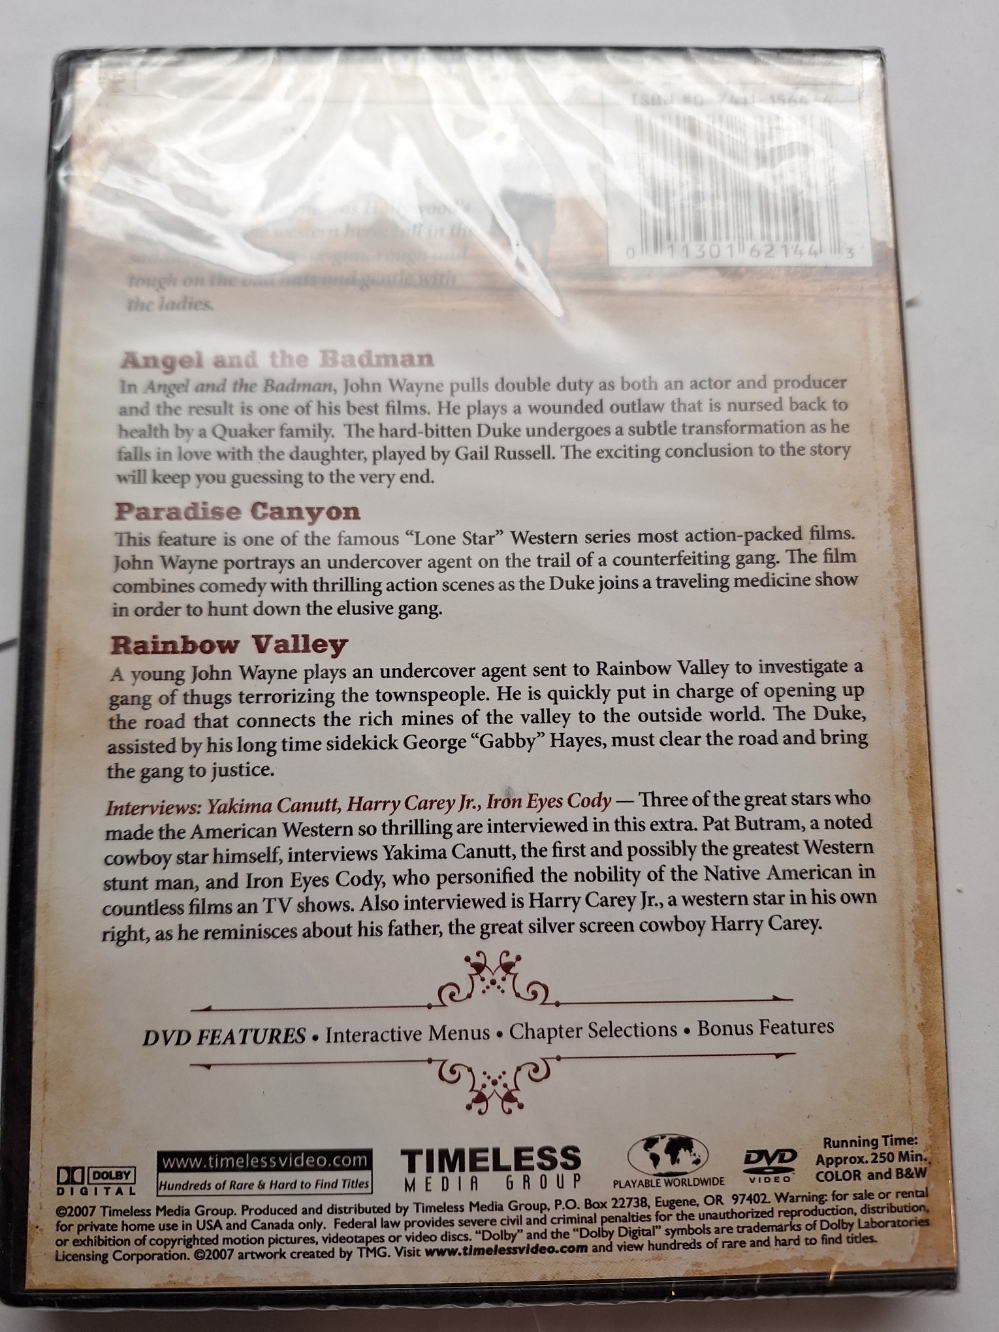 tough on the
the ladies.
0 11301 62144 3
Angel and the Badman
In Angel and the Badman, John Wayne pulls double duty as both an actor and producer
and the result is one of his best films. He plays a wounded outlaw that is nursed back to
health by a Quaker family. The hard-bitten Duke undergoes a subtle transformation as he
falls in love with the daughter, played by Gail Russell. The exciting conclusion to the story
will keep you guessing to the very end.
Paradise Canyon
This feature is one of the famous “Lone Star” Western series most action-packed films.
John Wayne portrays an undercover agent on the trail of a counterfeiting gang. The film
combines comedy with thrilling action scenes as the Duke joins a traveling medicine show
in order to hunt down the elusive gang.
Rainbow Valley
A young John Wayne plays an undercover agent sent to Rainbow Valley to investigate a
gang of thugs terrorizing the townspeople. He is quickly put in charge of opening up
the road that connects the rich mines of the valley to the outside world. The Duke,
assisted by his long time sidekick George “Gabby” Hayes, must clear the road and bring
the gang to justice.
Interviews: Yakima Canutt, Harry Carey Jr., Iron Eyes Cody — Three of the great stars who
made the American Western so thrilling are interviewed in this extra. Pat Butram, a noted
cowboy star himself, interviews Yakima Canutt, the first and possibly the greatest Western
stunt man, and Iron Eyes Cody, who personified the nobility of the Native American in
countless films an TV shows. Also interviewed is Harry Carey Jr., a western star in his own
right, as he reminisces about his father, the great silver screen cowboy Harry Carey.
DVD FEATURES • Interactive Menus • Chapter Selections • Bonus Features
DOLBY
DIGITAL
www.timelessvideo.com
Hundreds of Rare & Hard to Find Titles
TIMELESS
MEDIA GROUP
PLAYABLE WORLDWIDE
DVD
VIDEO
Running Time:
Approx. 250 Min.
COLOR and B&W
©2007 Timeless Media Group. Produced and distributed by Timeless Media Group, P.O. Box 22738, Eugene, OR 97402. Warning: for sale or rental
for private home use in USA and Canada only. Federal law provides severe civil and criminal penalties for the unauthorized reproduction, distribution,
or exhibition of copyrighted motion pictures, videotapes or video discs. “Dolby” and the “Dolby Digital” symbols are trademarks of Dolby Laboratories
Licensing Corporation. ©2007 artwork created by TMG. Visit www.timelessvideo.com and view hundreds of rare and hard to find titles.